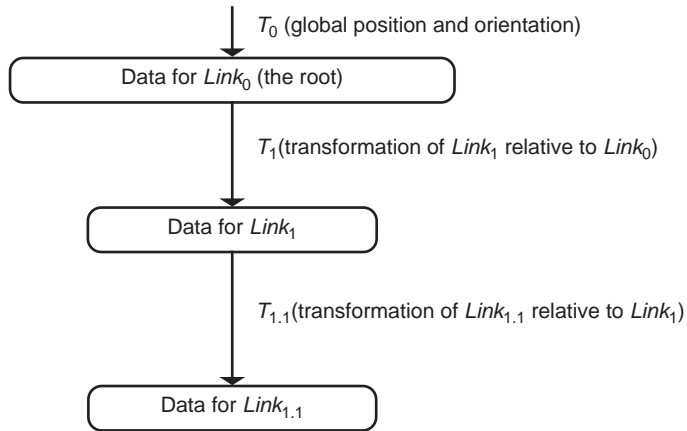 T₀ (global position and orientation)
Data for Link₀ (the root)
T₁(transformation of Link₁ relative to Link₀)
Data for Link₁
T₁.₁(transformation of Link₁.₁ relative to Link₁)
Data for Link₁.₁